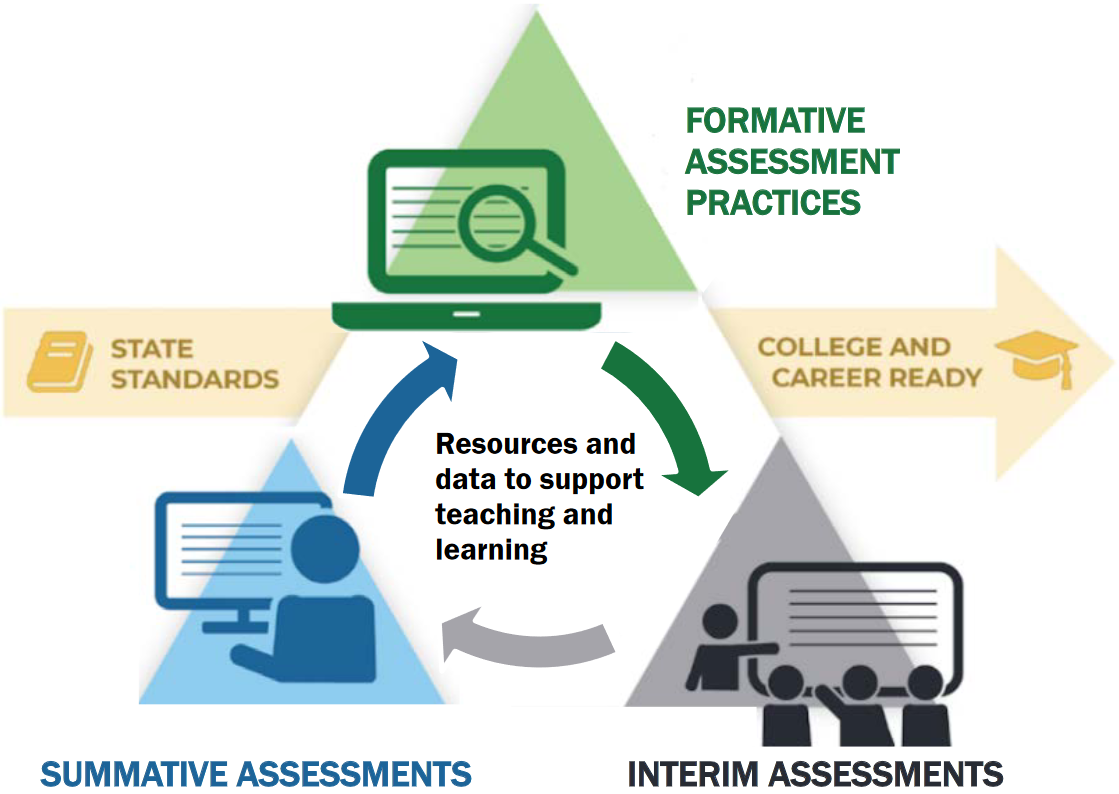 FORMATIVE
ASSESSMENT
PRACTICES
STATE
STANDARDS
COLLEGE AND
CAREER READY
Resources and
data to support
teaching and
learning
SUMMATIVE ASSESSMENTS
INTERIM ASSESSMENTS